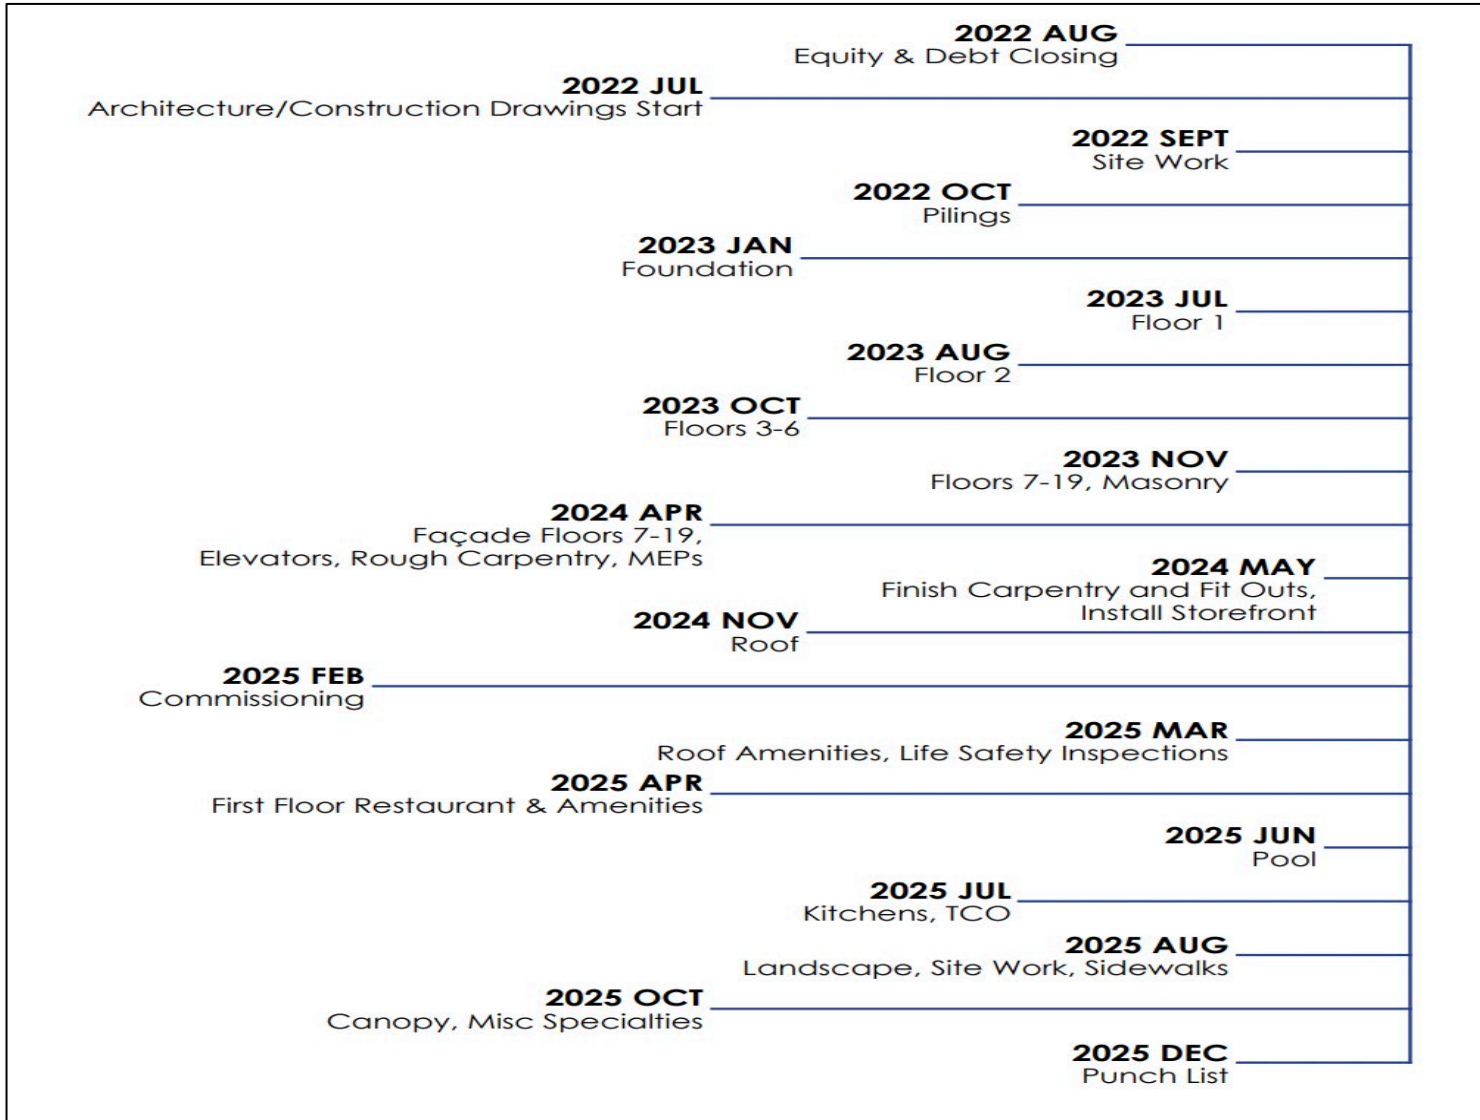 2022 AUG
Equity & Debt Closing
2022 JUL
Architecture/Construction Drawings Start
2022 SEPT
Site Work
2022 OCT
Pilings
2023 JAN
Foundation
2023 JUL
Floor 1
2023 AUG
Floor 2
2023 OCT
Floors 3-6
2023 NOV
Floors 7-19, Masonry
2024 APR
Façade Floors 7-19,
Elevators, Rough Carpentry, MEPs
2024 MAY
Finish Carpentry and Fit Outs,
Install Storefront
2024 NOV
Roof
2025 FEB
Commissioning
2025 MAR
Roof Amenities, Life Safety Inspections
2025 APR
First Floor Restaurant & Amenities
2025 JUN
Pool
2025 JUL
Kitchens, TCO
2025 AUG
Landscape, Site Work, Sidewalks
2025 OCT
Canopy, Misc Specialties
2025 DEC
Punch List